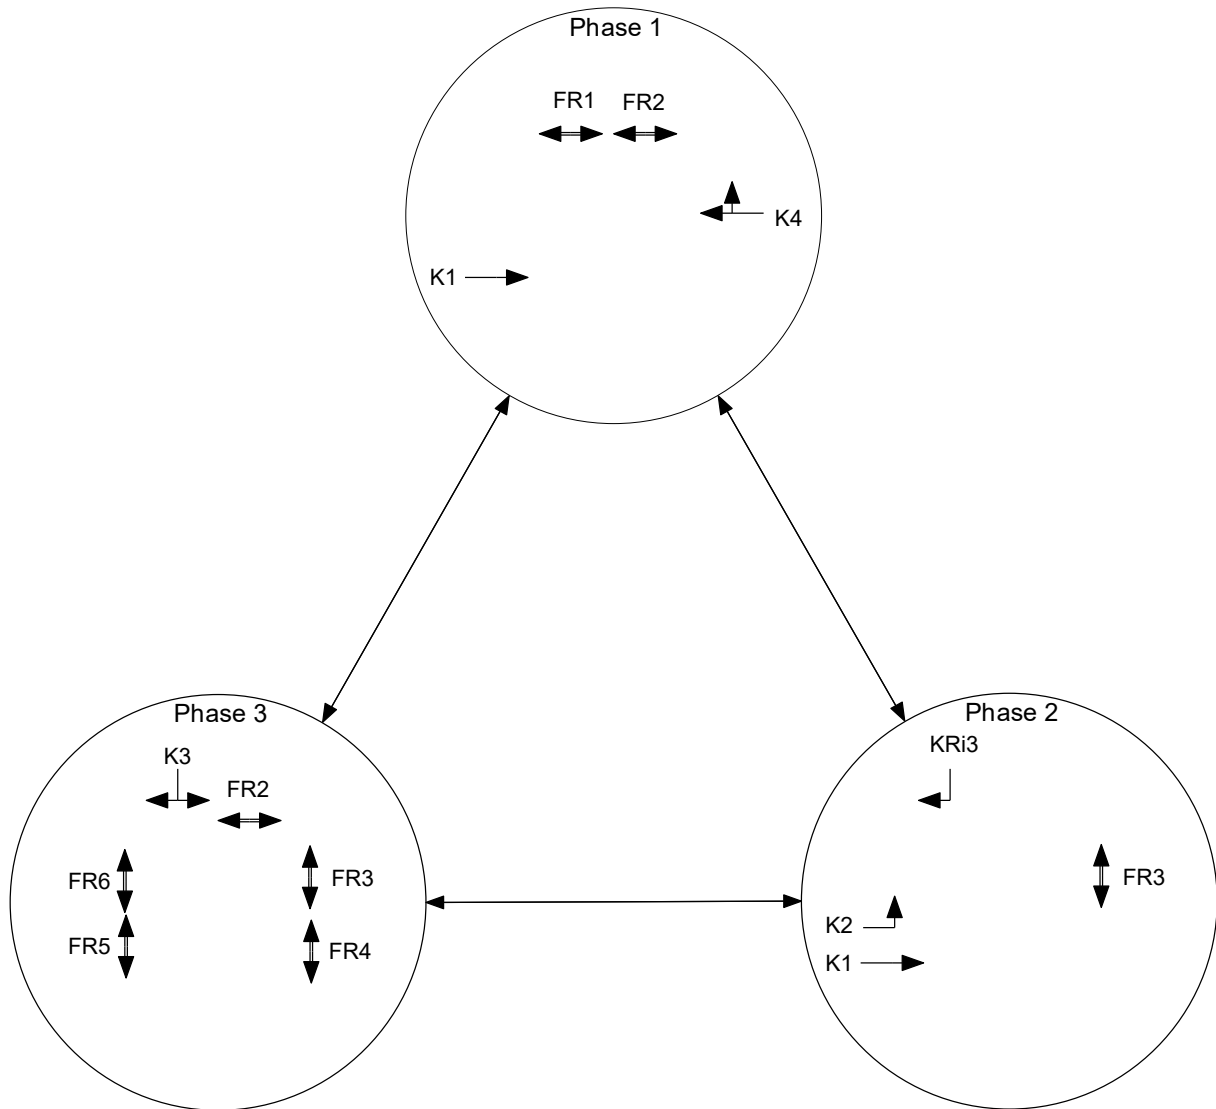 Phase 1
FR1 FR2
K4
K1
Phase 3
K3
FR2
FR6
FR3
FR5
FR4
Phase 2
KRi3
FR3
K2
K1